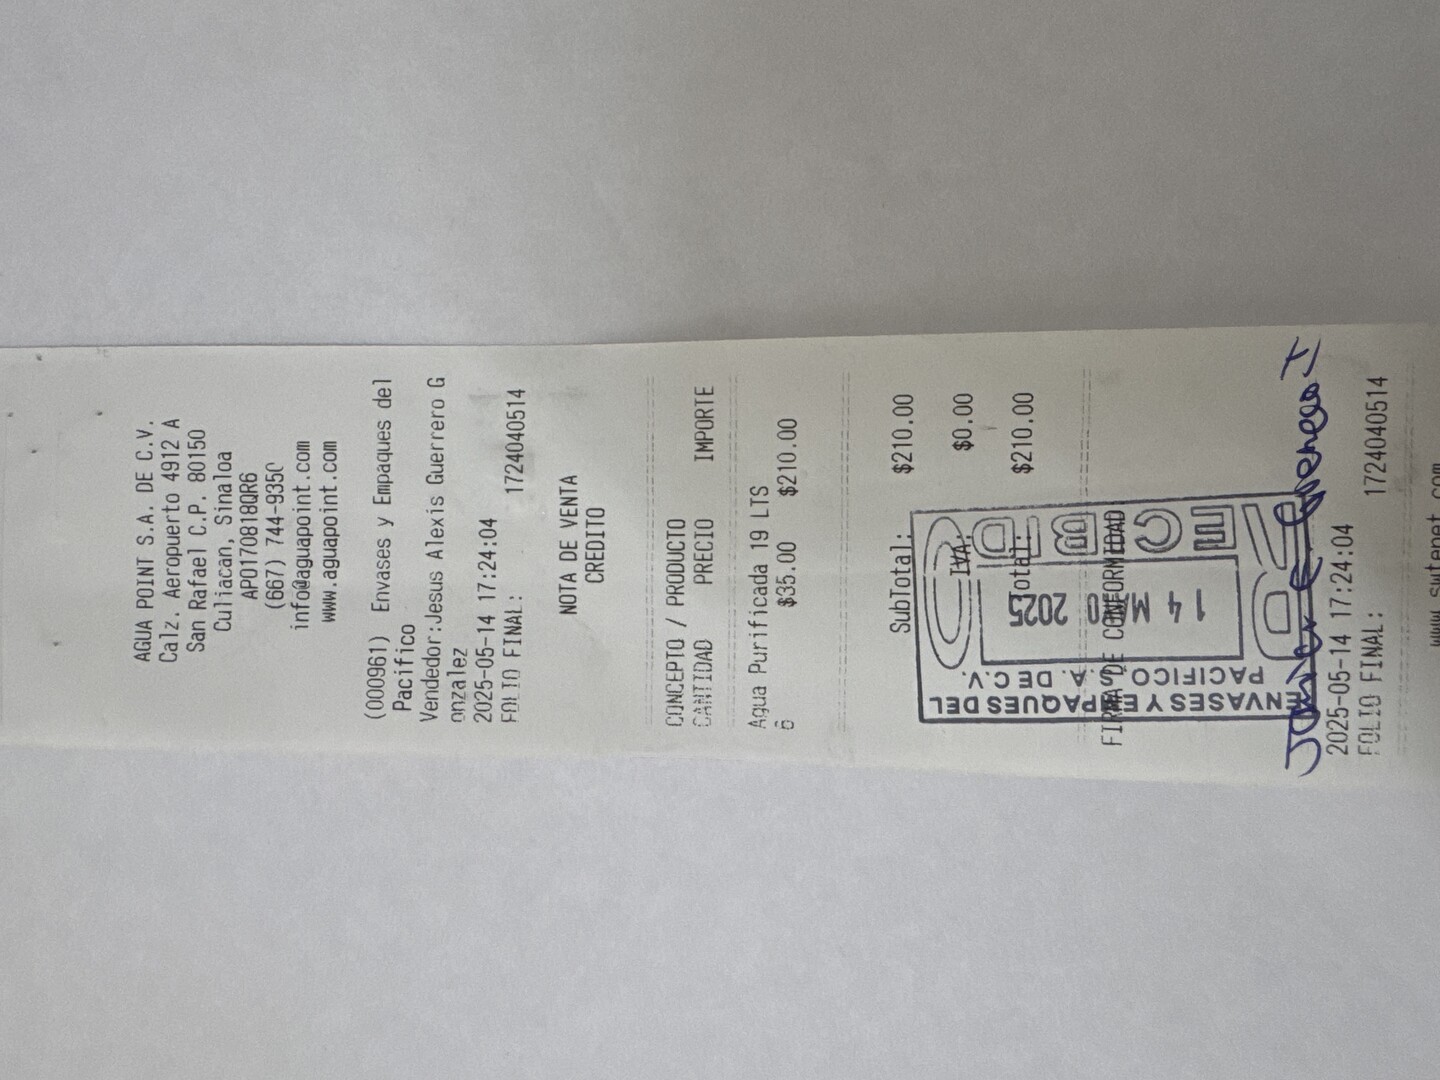 AGUA POINT S.A. DE C.V.
Calz. Aeropuerto 4912 A
San Rafael C.P. 80150
Culiacan, Sinaloa
APO170818QR6
(667) 744-9350
info@aguapoint.com
www.aguapoint.com
(000961) Envases y Empaques del
Pacifico
Vendedor:Jesus Alexis Guerrero G
onzalez
2025-05-14 17:24:04
FOLIO FINAL: 1724040514
NOTA DE VENTA
CREDITO
CONCEPTO / PRODUCTO
CANTIDAD PRECIO IMPORTE
Agua Purificada 19 LTS
6 $35.00 $210.00
SubTotal: $210.00
IVA: $0.00
Total: $210.00
FIRMA DE CONFORMIDAD
ENVASES Y EMPAQUES DEL
PACIFICO, S.A. DE C.V.
14 MAYO 2025
RECIBIDO
2025-05-14 17:24:04
FOLIO FINAL: 1724040514